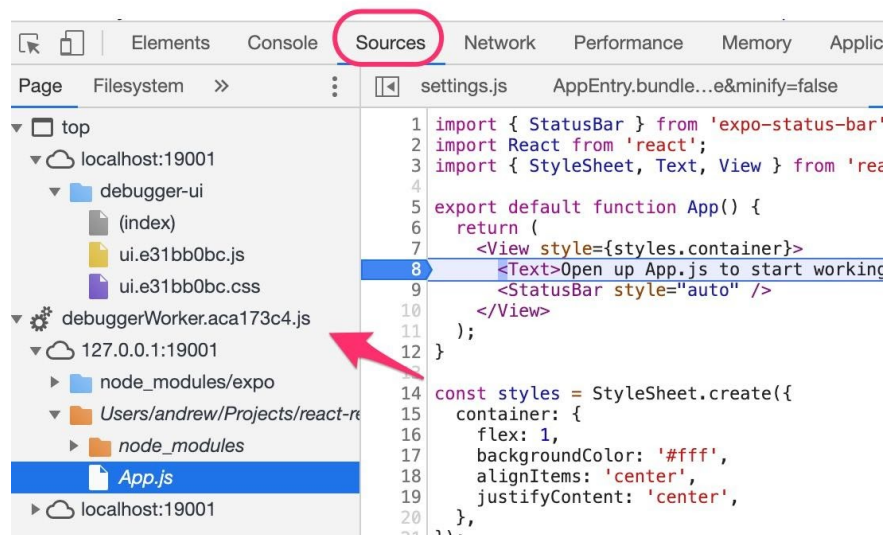 Elements Console Sources Network Performance Memory Applic
Page Filesystem » settings.js AppEntry.bundle...e&minify=false
top
localhost:19001
debugger-ui
(index)
ui.e31bb0bc.js
ui.e31bb0bc.css
debuggerWorker.aca173c4.js
127.0.0.1:19001
node_modules/expo
Users/andrew/Projects/react-re
node_modules
App.js
localhost:19001
1 import { StatusBar } from 'expo-status-bar'
2 import React from 'react';
3 import { StyleSheet, Text, View } from 'rea
4
5 export default function App() {
6 return (
7 <View style={styles.container}>
8 <Text>Open up App.js to start working
9 <StatusBar style="auto" />
10 </View>
11 );
12 }
13
14 const styles = StyleSheet.create({
15 container: {
16 flex: 1,
17 backgroundColor: '#fff',
18 alignItems: 'center',
19 justifyContent: 'center',
20 },
21 });